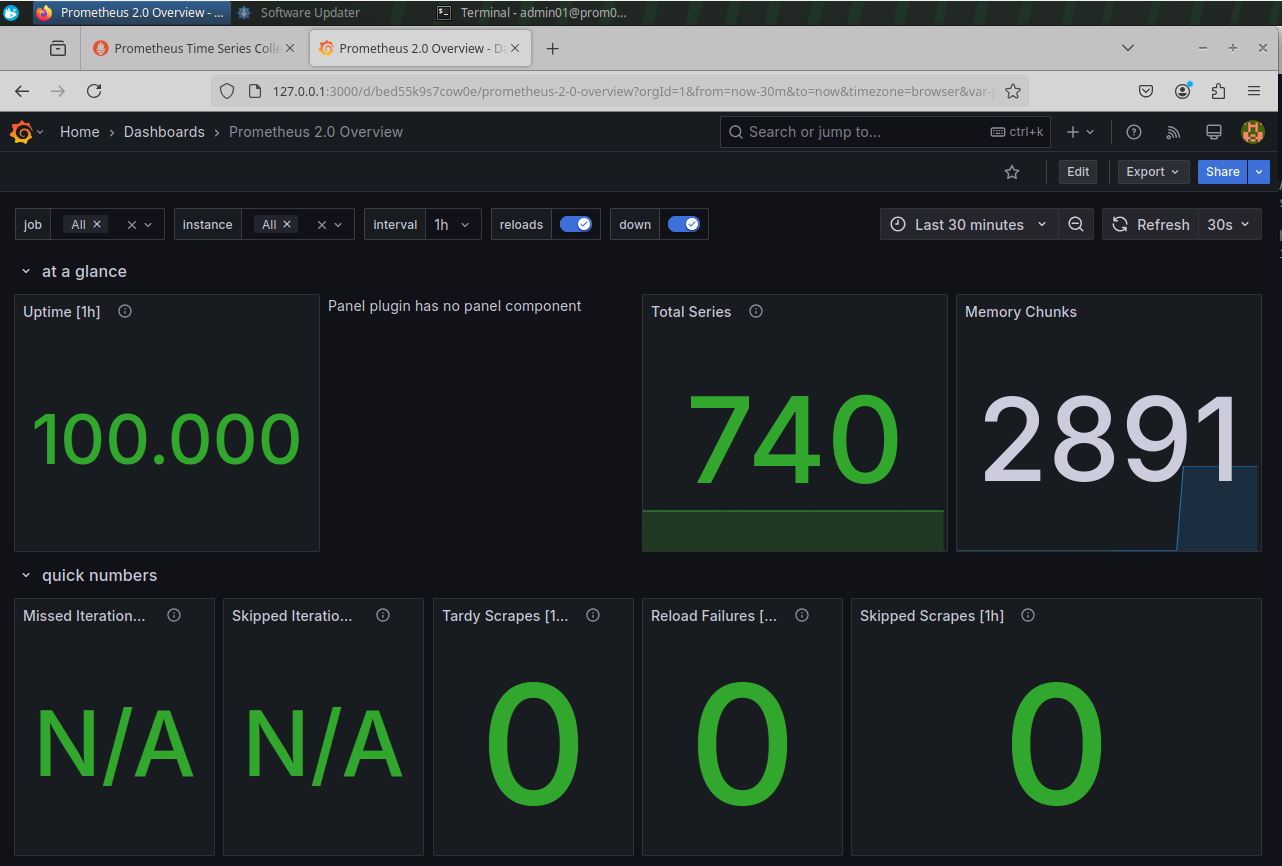 Prometheus 2.0 Overview - ...
Software Updater
Terminal - admin01@prom0...
Prometheus Time Series Colle
Prometheus 2.0 Overview - Da
127.0.0.1:3000/d/bed55k9s7cow0e/prometheus-2-0-overview?orgId=1&from=now-30m&to=now&timezone=browser&var-j
Home › Dashboards › Prometheus 2.0 Overview
Search or jump to...
ctrl+k
Edit
Export
Share
job
All
instance
All
interval
1h
reloads
down
Last 30 minutes
Refresh
30s
at a glance
Uptime [1h]
Panel plugin has no panel component
Total Series
Memory Chunks
100.000
740
2891
quick numbers
Missed Iteration...
Skipped Iteratio...
Tardy Scrapes [1...
Reload Failures [...
Skipped Scrapes [1h]
N/A
N/A
0
0
0